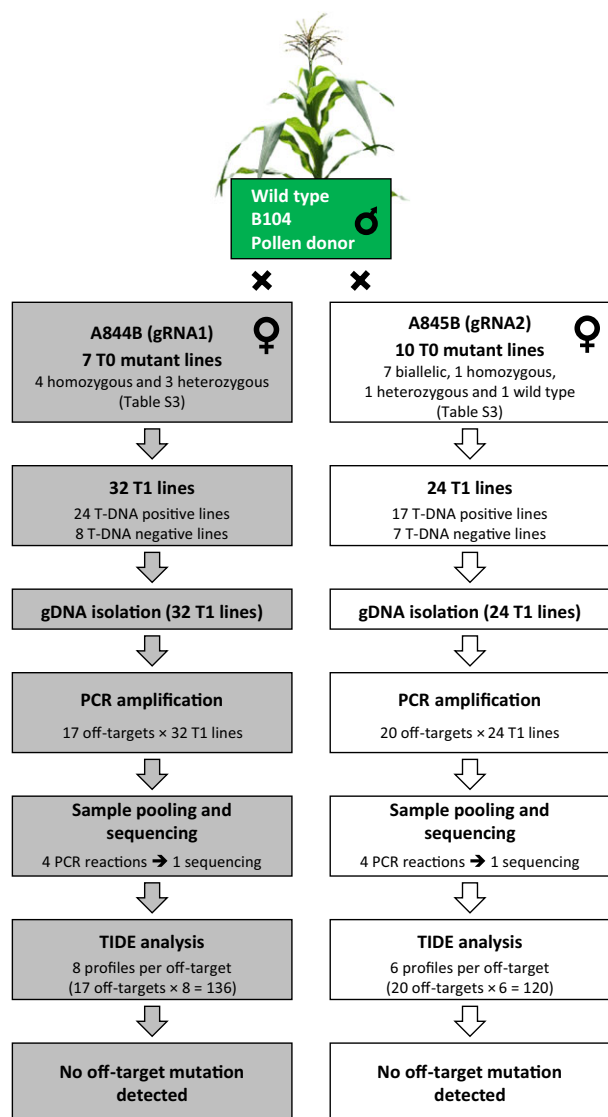 Wild type
B104
Pollen donor
♂
A844B (gRNA1)
♀
7 T0 mutant lines
4 homozygous and 3 heterozygous
(Table S3)
32 T1 lines
24 T-DNA positive lines
8 T-DNA negative lines
gDNA isolation (32 T1 lines)
PCR amplification
17 off-targets × 32 T1 lines
Sample pooling and
sequencing
4 PCR reactions ➔ 1 sequencing
TIDE analysis
8 profiles per off-target
(17 off-targets × 8 = 136)
No off-target mutation
detected
A845B (gRNA2)
♀
10 T0 mutant lines
7 biallelic, 1 homozygous,
1 heterozygous and 1 wild type
(Table S3)
24 T1 lines
17 T-DNA positive lines
7 T-DNA negative lines
gDNA isolation (24 T1 lines)
PCR amplification
20 off-targets × 24 T1 lines
Sample pooling and
sequencing
4 PCR reactions ➔ 1 sequencing
TIDE analysis
6 profiles per off-target
(20 off-targets × 6 = 120)
No off-target mutation
detected